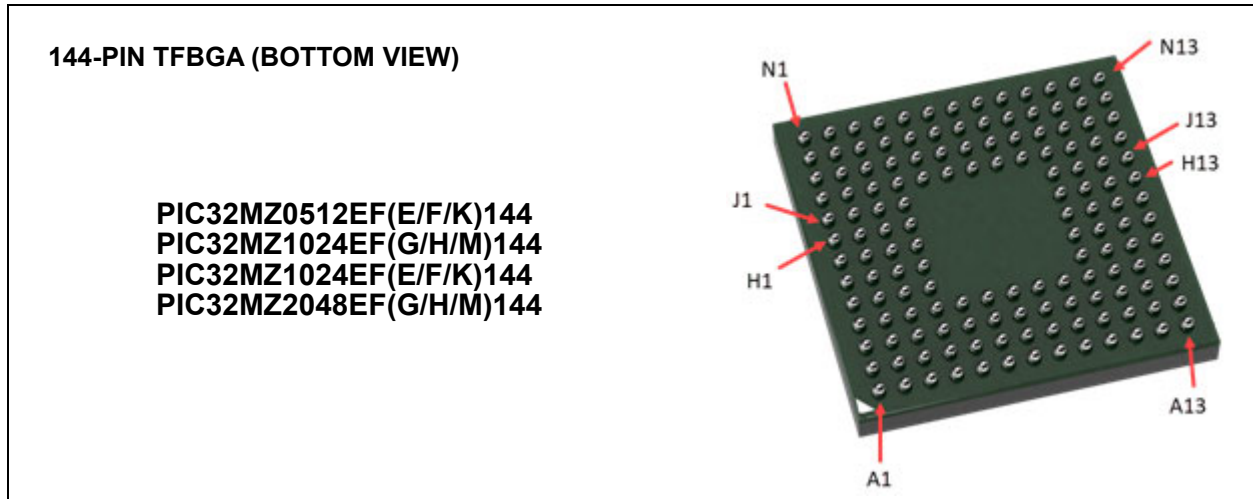 144-PIN TFBGA (BOTTOM VIEW)
PIC32MZ0512EF(E/F/K)144
PIC32MZ1024EF(G/H/M)144
PIC32MZ1024EF(E/F/K)144
PIC32MZ2048EF(G/H/M)144
N1
N13
J13
H13
J1
H1
A13
A1